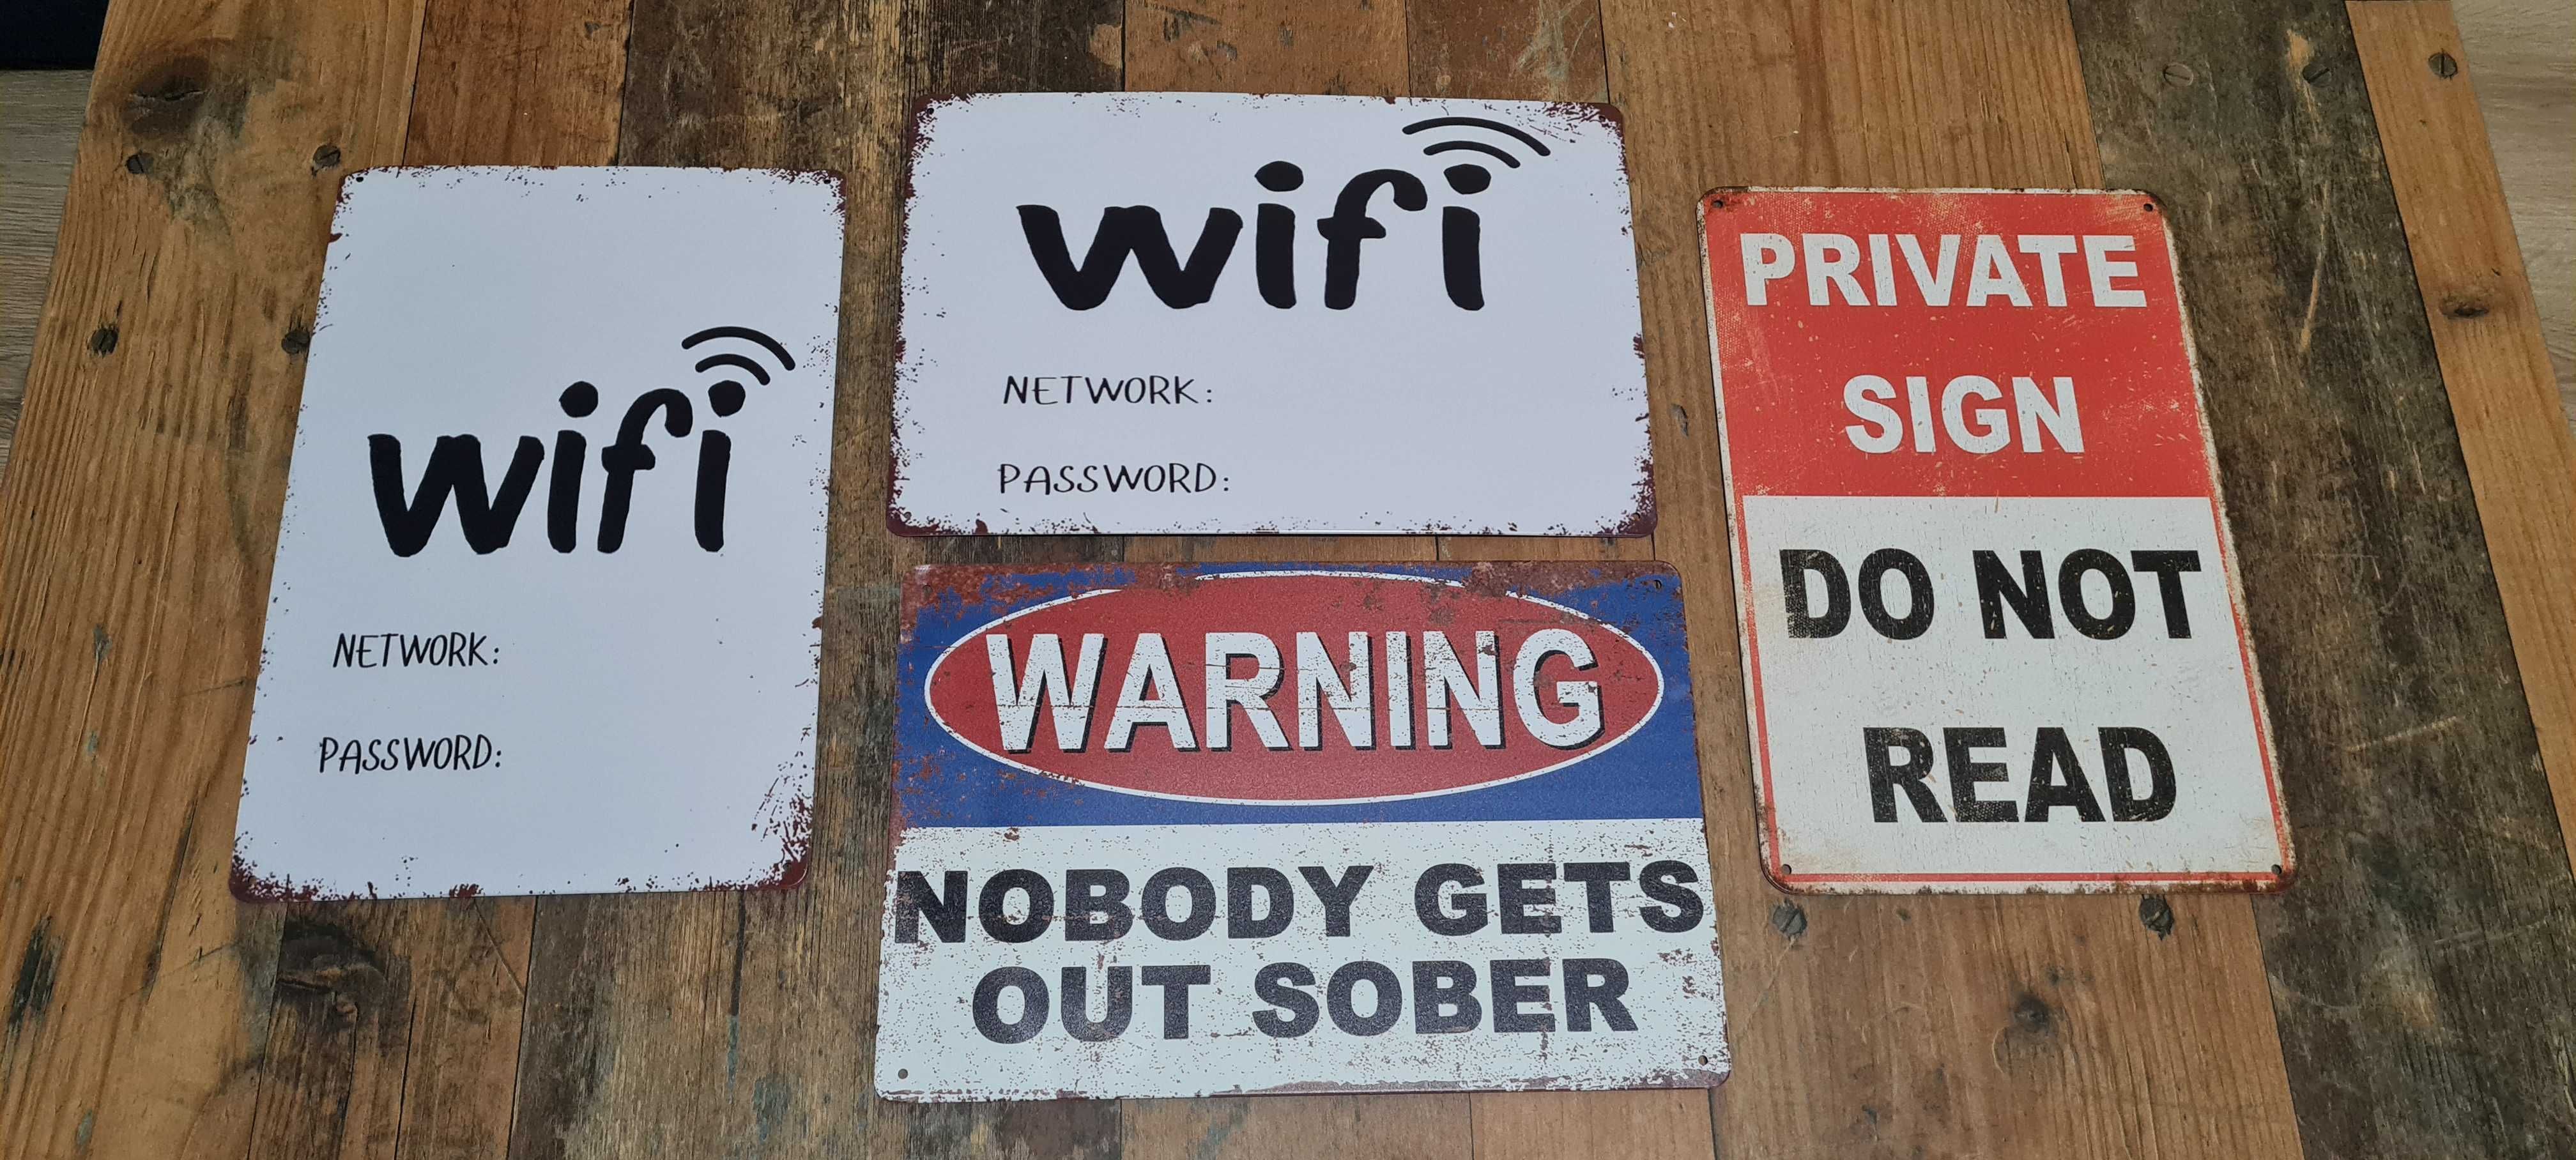 wifi
NETWORK:
PASSWORD:
wifi
NETWORK:
PASSWORD:
WARNING
NOBODY GETS
OUT SOBER
PRIVATE
SIGN
DO NOT
READ